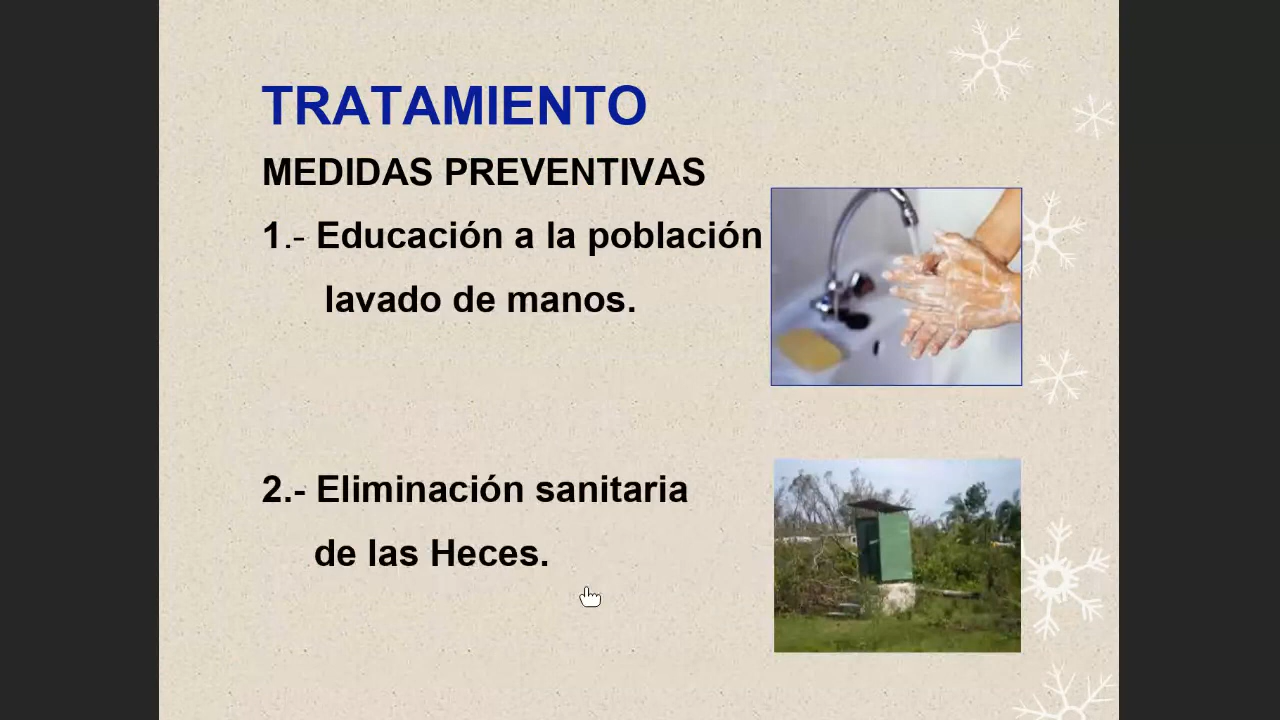 TRATAMIENTO
MEDIDAS PREVENTIVAS
1.- Educación a la población
lavado de manos.
2.- Eliminación sanitaria
de las Heces.